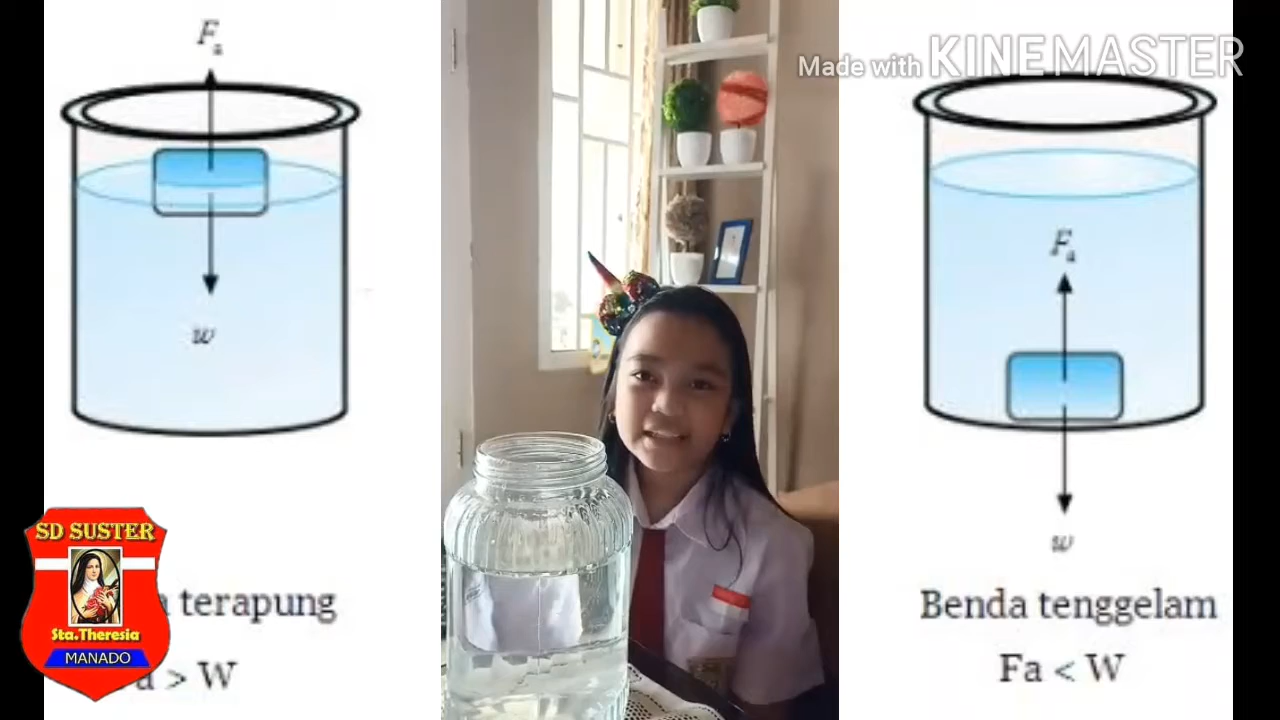 Made with KINEMASTER
Fa
w
a terapung
a > W
Fa
w
Benda tenggelam
Fa < W
SD SUSTER
Sta.Theresia
MANADO